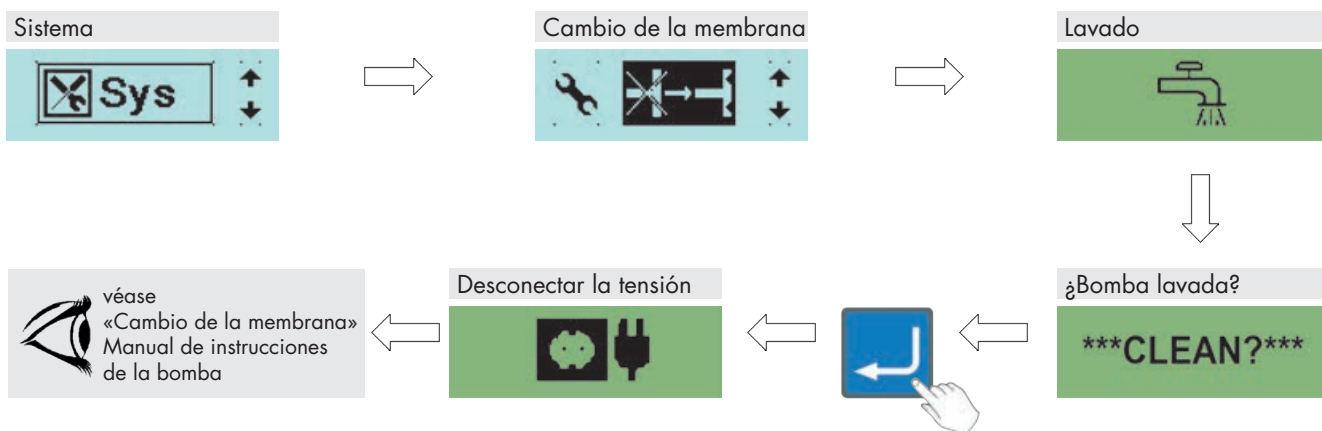 Sistema
Sys
Cambio de la membrana
Lavado
¿Bomba lavada?
***CLEAN?***
Desconectar la tensión
véase
«Cambio de la membrana»
Manual de instrucciones
de la bomba